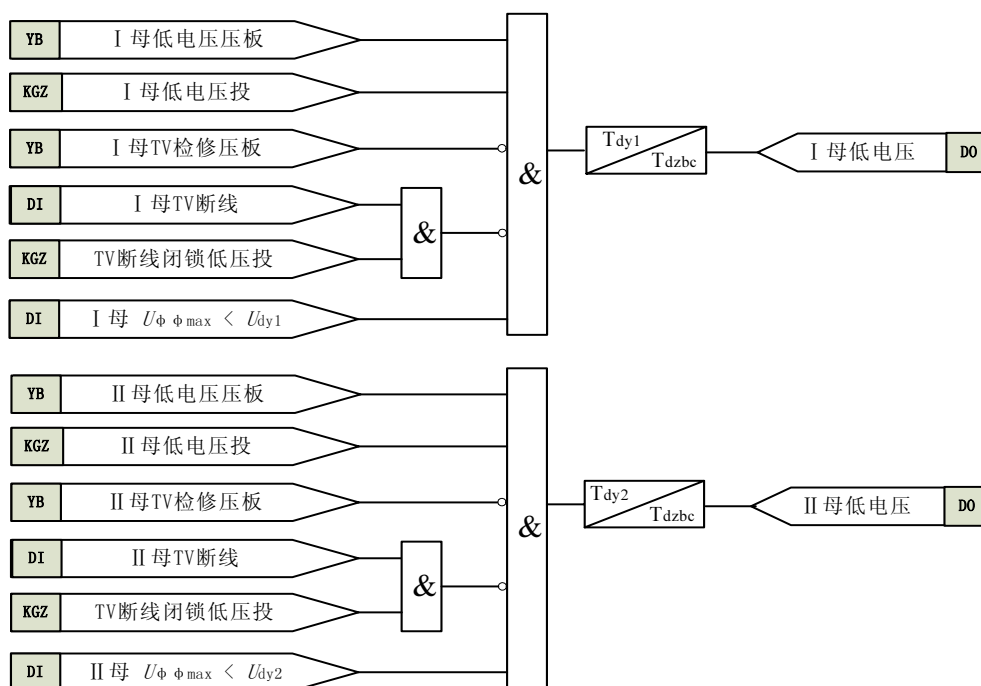 YB Ⅰ母低电压压板
KGZ Ⅰ母低电压投
YB Ⅰ母TV检修压板
DI Ⅰ母TV断线
KGZ TV断线闭锁低压投
DI Ⅰ母 Uφφmax < Udy1
&
&
Tdy1
Tdzbc
Ⅰ母低电压 DO
YB Ⅱ母低电压压板
KGZ Ⅱ母低电压投
YB Ⅱ母TV检修压板
DI Ⅱ母TV断线
KGZ TV断线闭锁低压投
DI Ⅱ母 Uφφmax < Udy2
&
&
Tdy2
Tdzbc
Ⅱ母低电压 DO